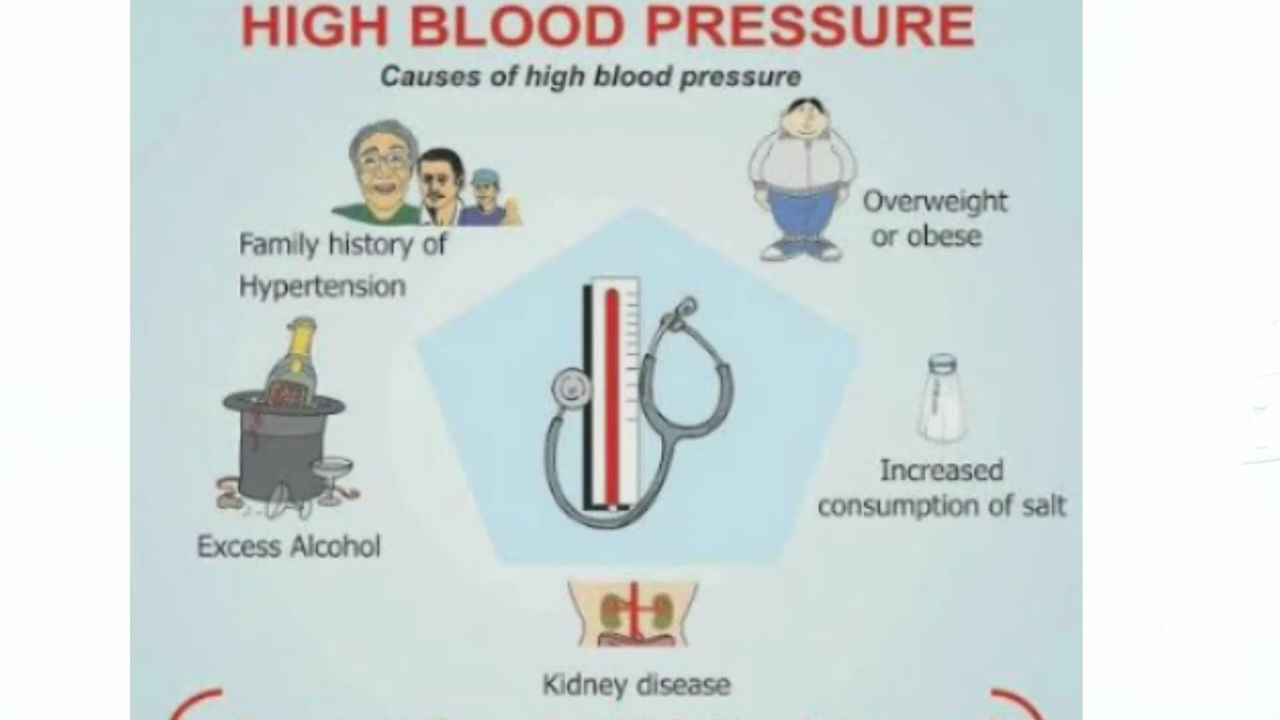 HIGH BLOOD PRESSURE
Causes of high blood pressure
Family history of
Hypertension
Overweight
or obese
Excess Alcohol
Increased
consumption of salt
Kidney disease